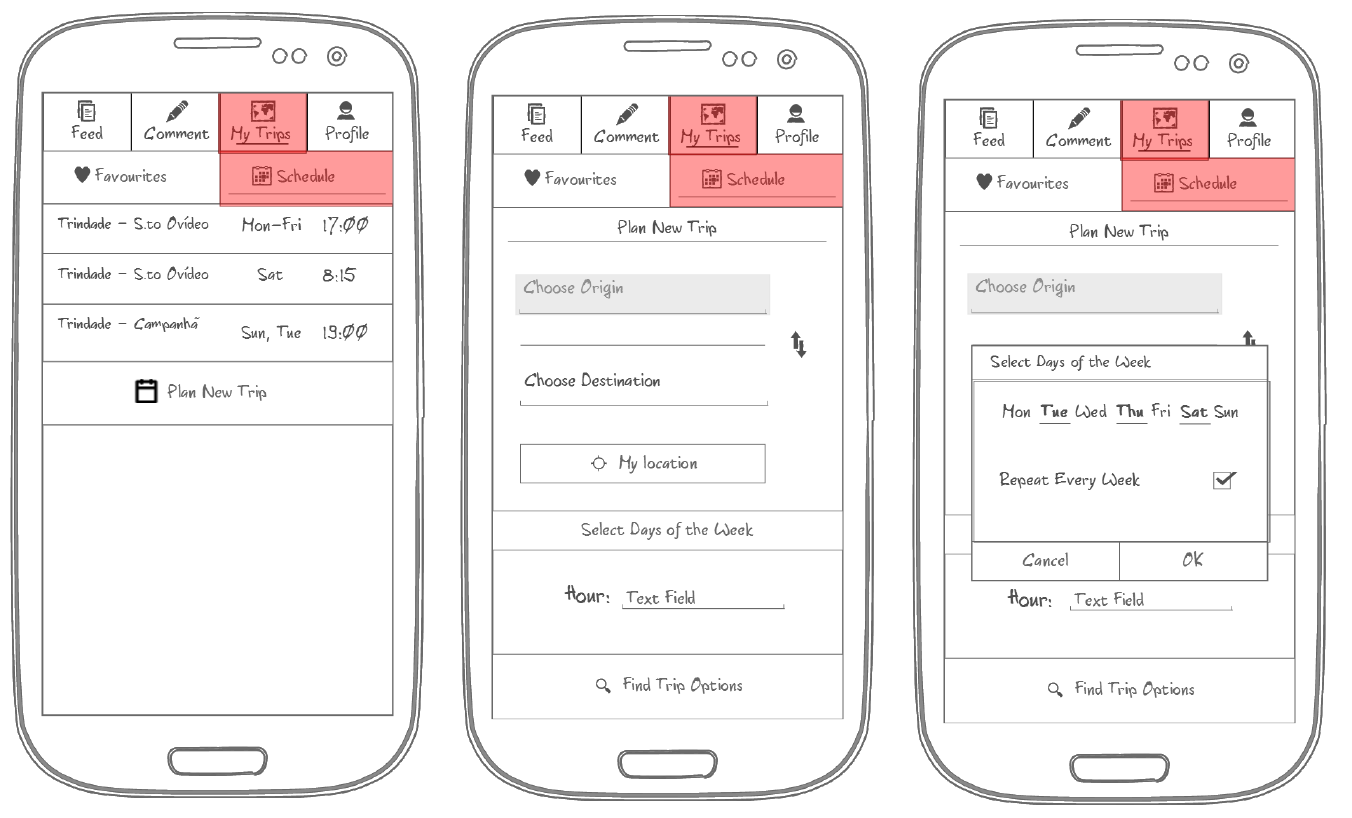 Feed Comment My Trips Profile
Favourites Schedule
Trindade - S.to Ovídeo Mon-Fri 17:00
Trindade - S.to Ovídeo Sat 8:15
Trindade - Campanhã Sun, Tue 19:00
Plan New Trip
Feed Comment My Trips Profile
Favourites Schedule
Plan New Trip
Choose Origin
Choose Destination
My location
Select Days of the Week
Hour: Text Field
Find Trip Options
Feed Comment My Trips Profile
Favourites Schedule
Plan New Trip
Choose Origin
Select Days of the Week
Mon Tue Wed Thu Fri Sat Sun
Repeat Every Week
Cancel OK
Hour: Text Field
Find Trip Options